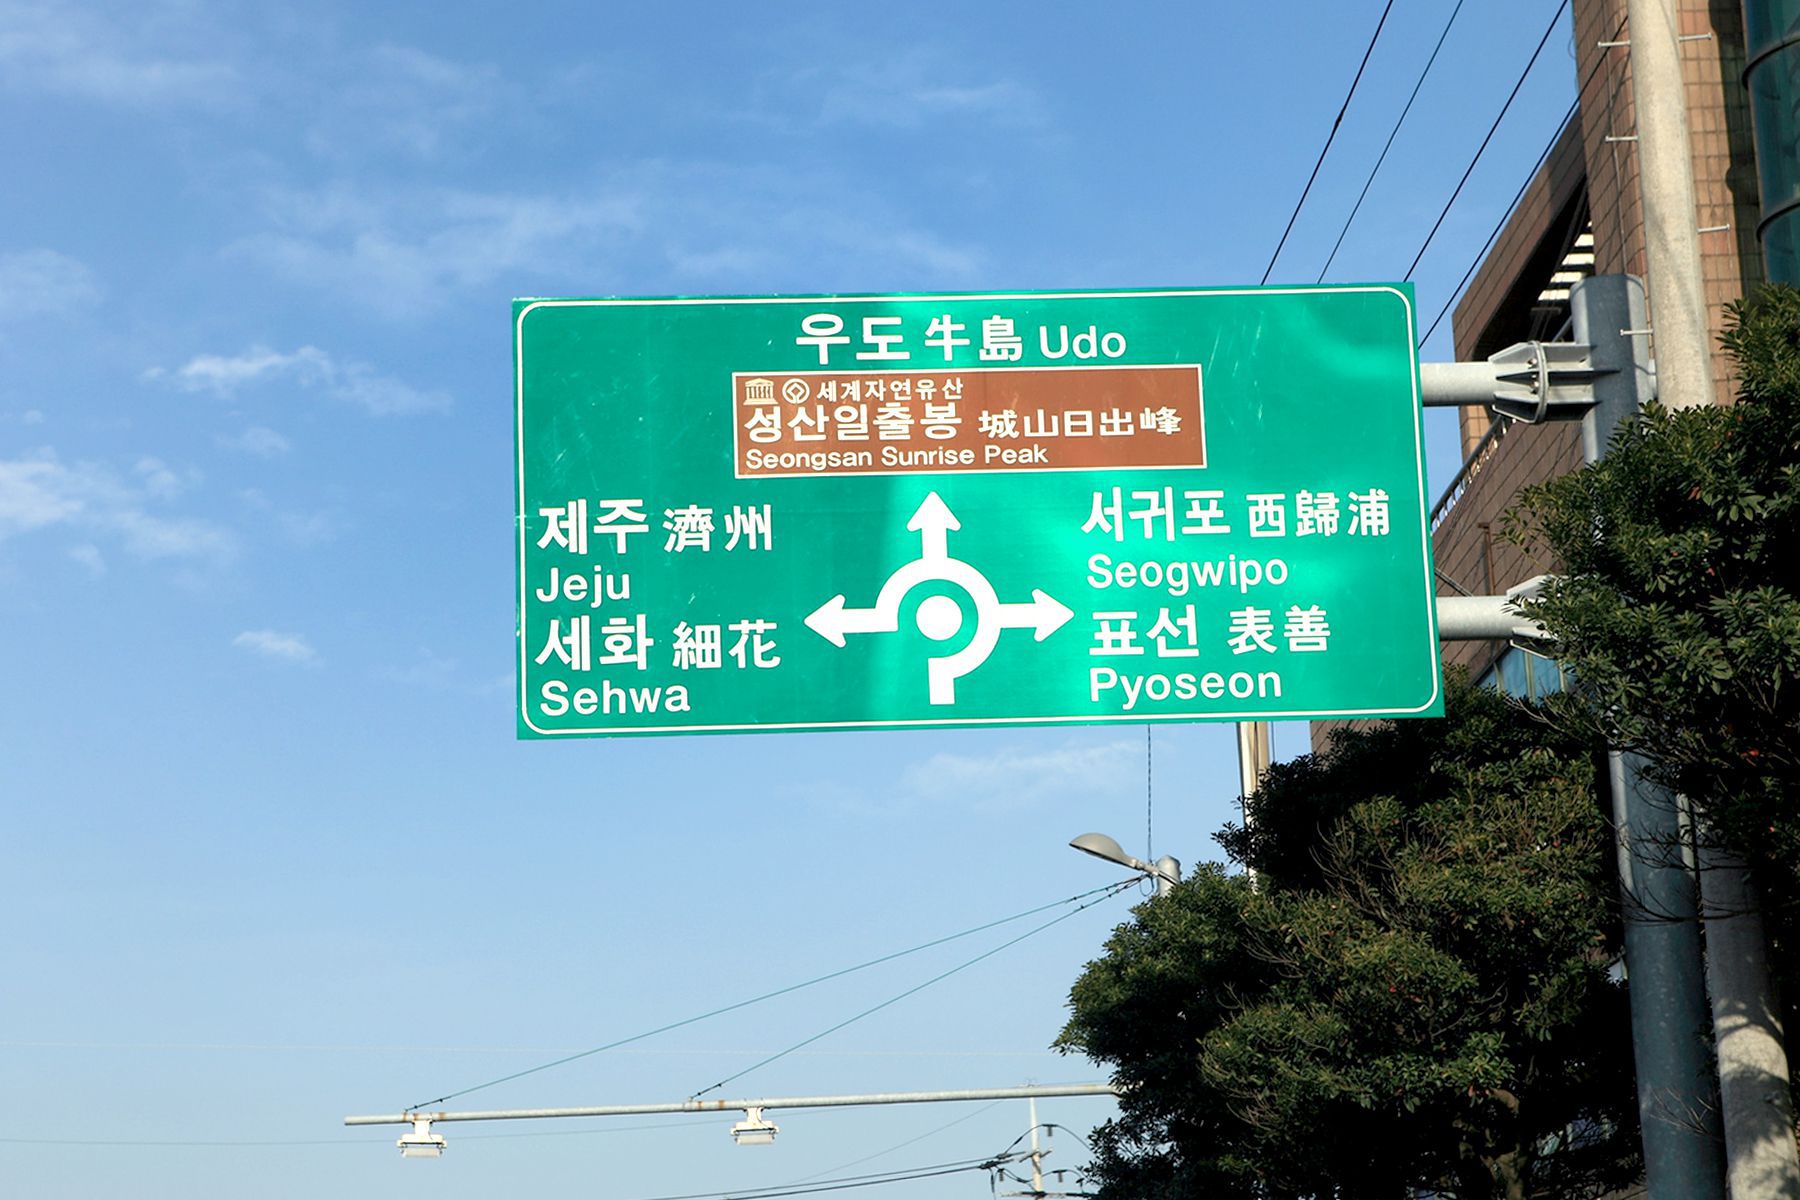 우도 牛島 Udo
세계자연유산
성산일출봉 城山日出峰
Seongsan Sunrise Peak
제주 濟州
Jeju
세화 細花
Sehwa
서귀포 西歸浦
Seogwipo
표선 表善
Pyoseon